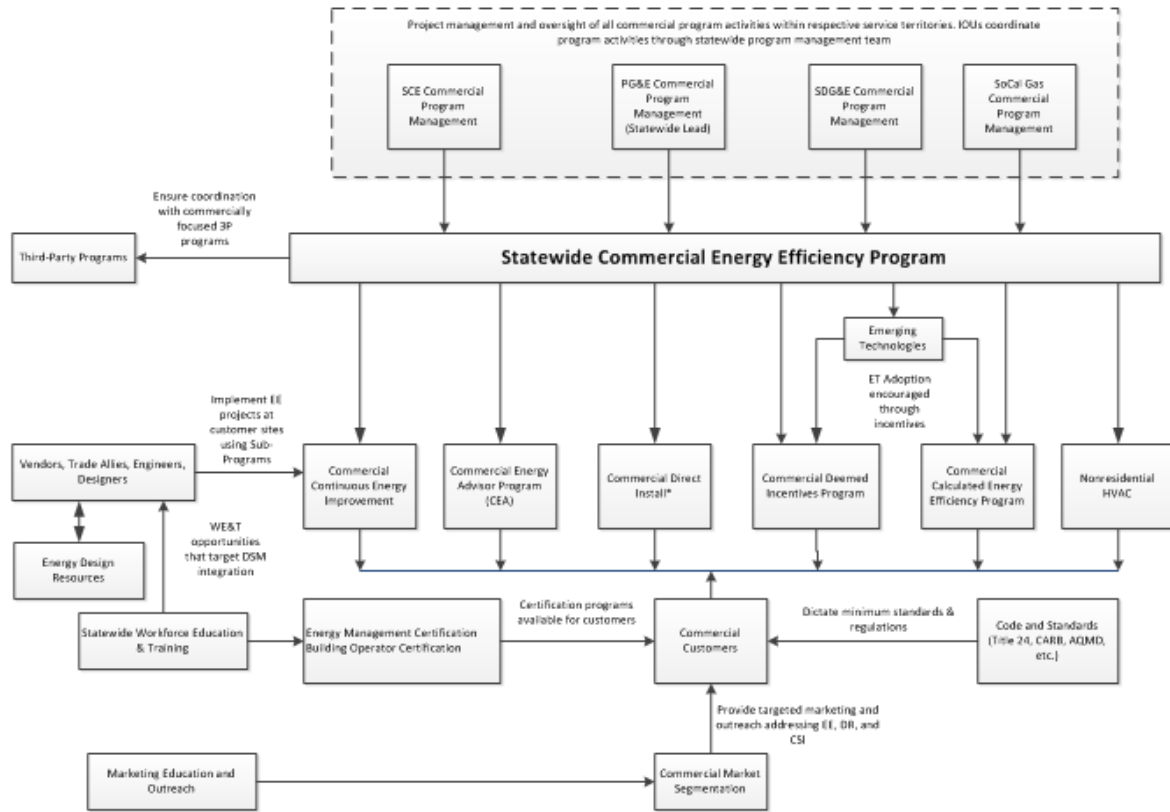 Project management and oversight of all commercial program activities within respective service territories. IOUs coordinate
program activities through statewide program management team
SCE Commercial
Program
Management
PG&E Commercial
Program
Management
(Statewide Lead)
SDG&E Commercial
Program
Management
SoCal Gas
Commercial
Program
Management
Ensure coordination
with commercially
focused 3P
programs
Third-Party Programs
Statewide Commercial Energy Efficiency Program
Emerging
Technologies
ET Adoption
encouraged
through
incentives
Implement EE
projects at
customer sites
using Sub-
Programs
Vendors, Trade Allies, Engineers,
Designers
Commercial
Continuous Energy
Improvement
Commercial Energy
Advisor Program
(CEA)
Commercial Direct
Install*
Commercial Deemed
Incentives Program
Commercial
Calculated Energy
Efficiency Program
Nonresidential
HVAC
WE&T
opportunities
that target DSM
integration
Energy Design
Resources
Statewide Workforce Education
& Training
Energy Management Certification
Building Operator Certification
Certification programs
available for customers
Commercial
Customers
Dictate minimum standards &
regulations
Code and Standards
(Title 24, CARB, AQMD,
etc.)
Provide targeted marketing and
outreach addressing EE, DR, and
CSI
Marketing Education and
Outreach
Commercial Market
Segmentation